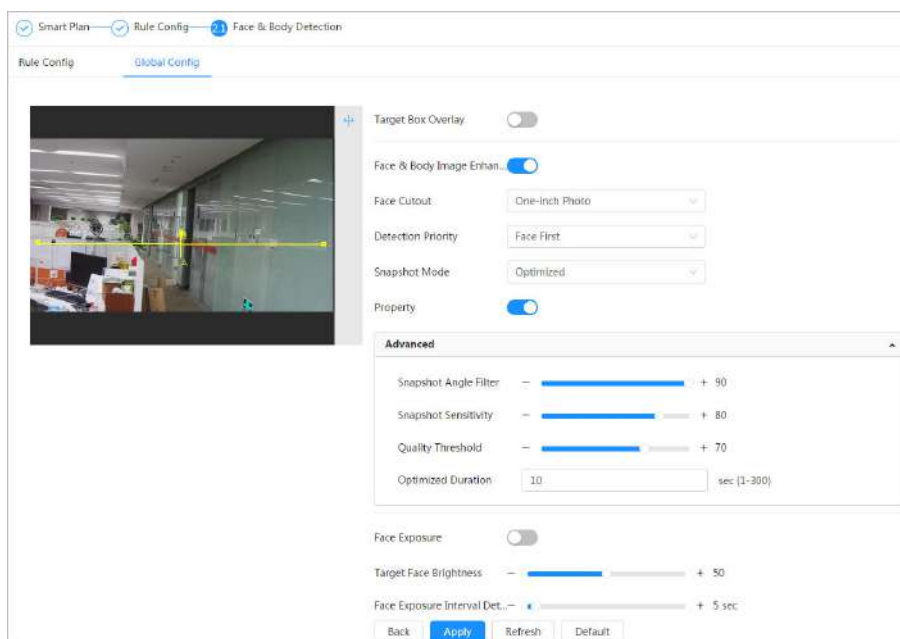 Smart Plan Rule Config 2.1 Face & Body Detection
Rule Config Global Config
Target Box Overlay
Face & Body Image Enhan...
Face Cutout One-inch Photo
Detection Priority Face First
Snapshot Mode Optimized
Property
Advanced
Snapshot Angle Filter − + 90
Snapshot Sensitivity − + 80
Quality Threshold − + 70
Optimized Duration 10 sec (1-300)
Face Exposure
Target Face Brightness − + 50
Face Exposure Interval Det... − + 5 sec
Back Apply Refresh Default